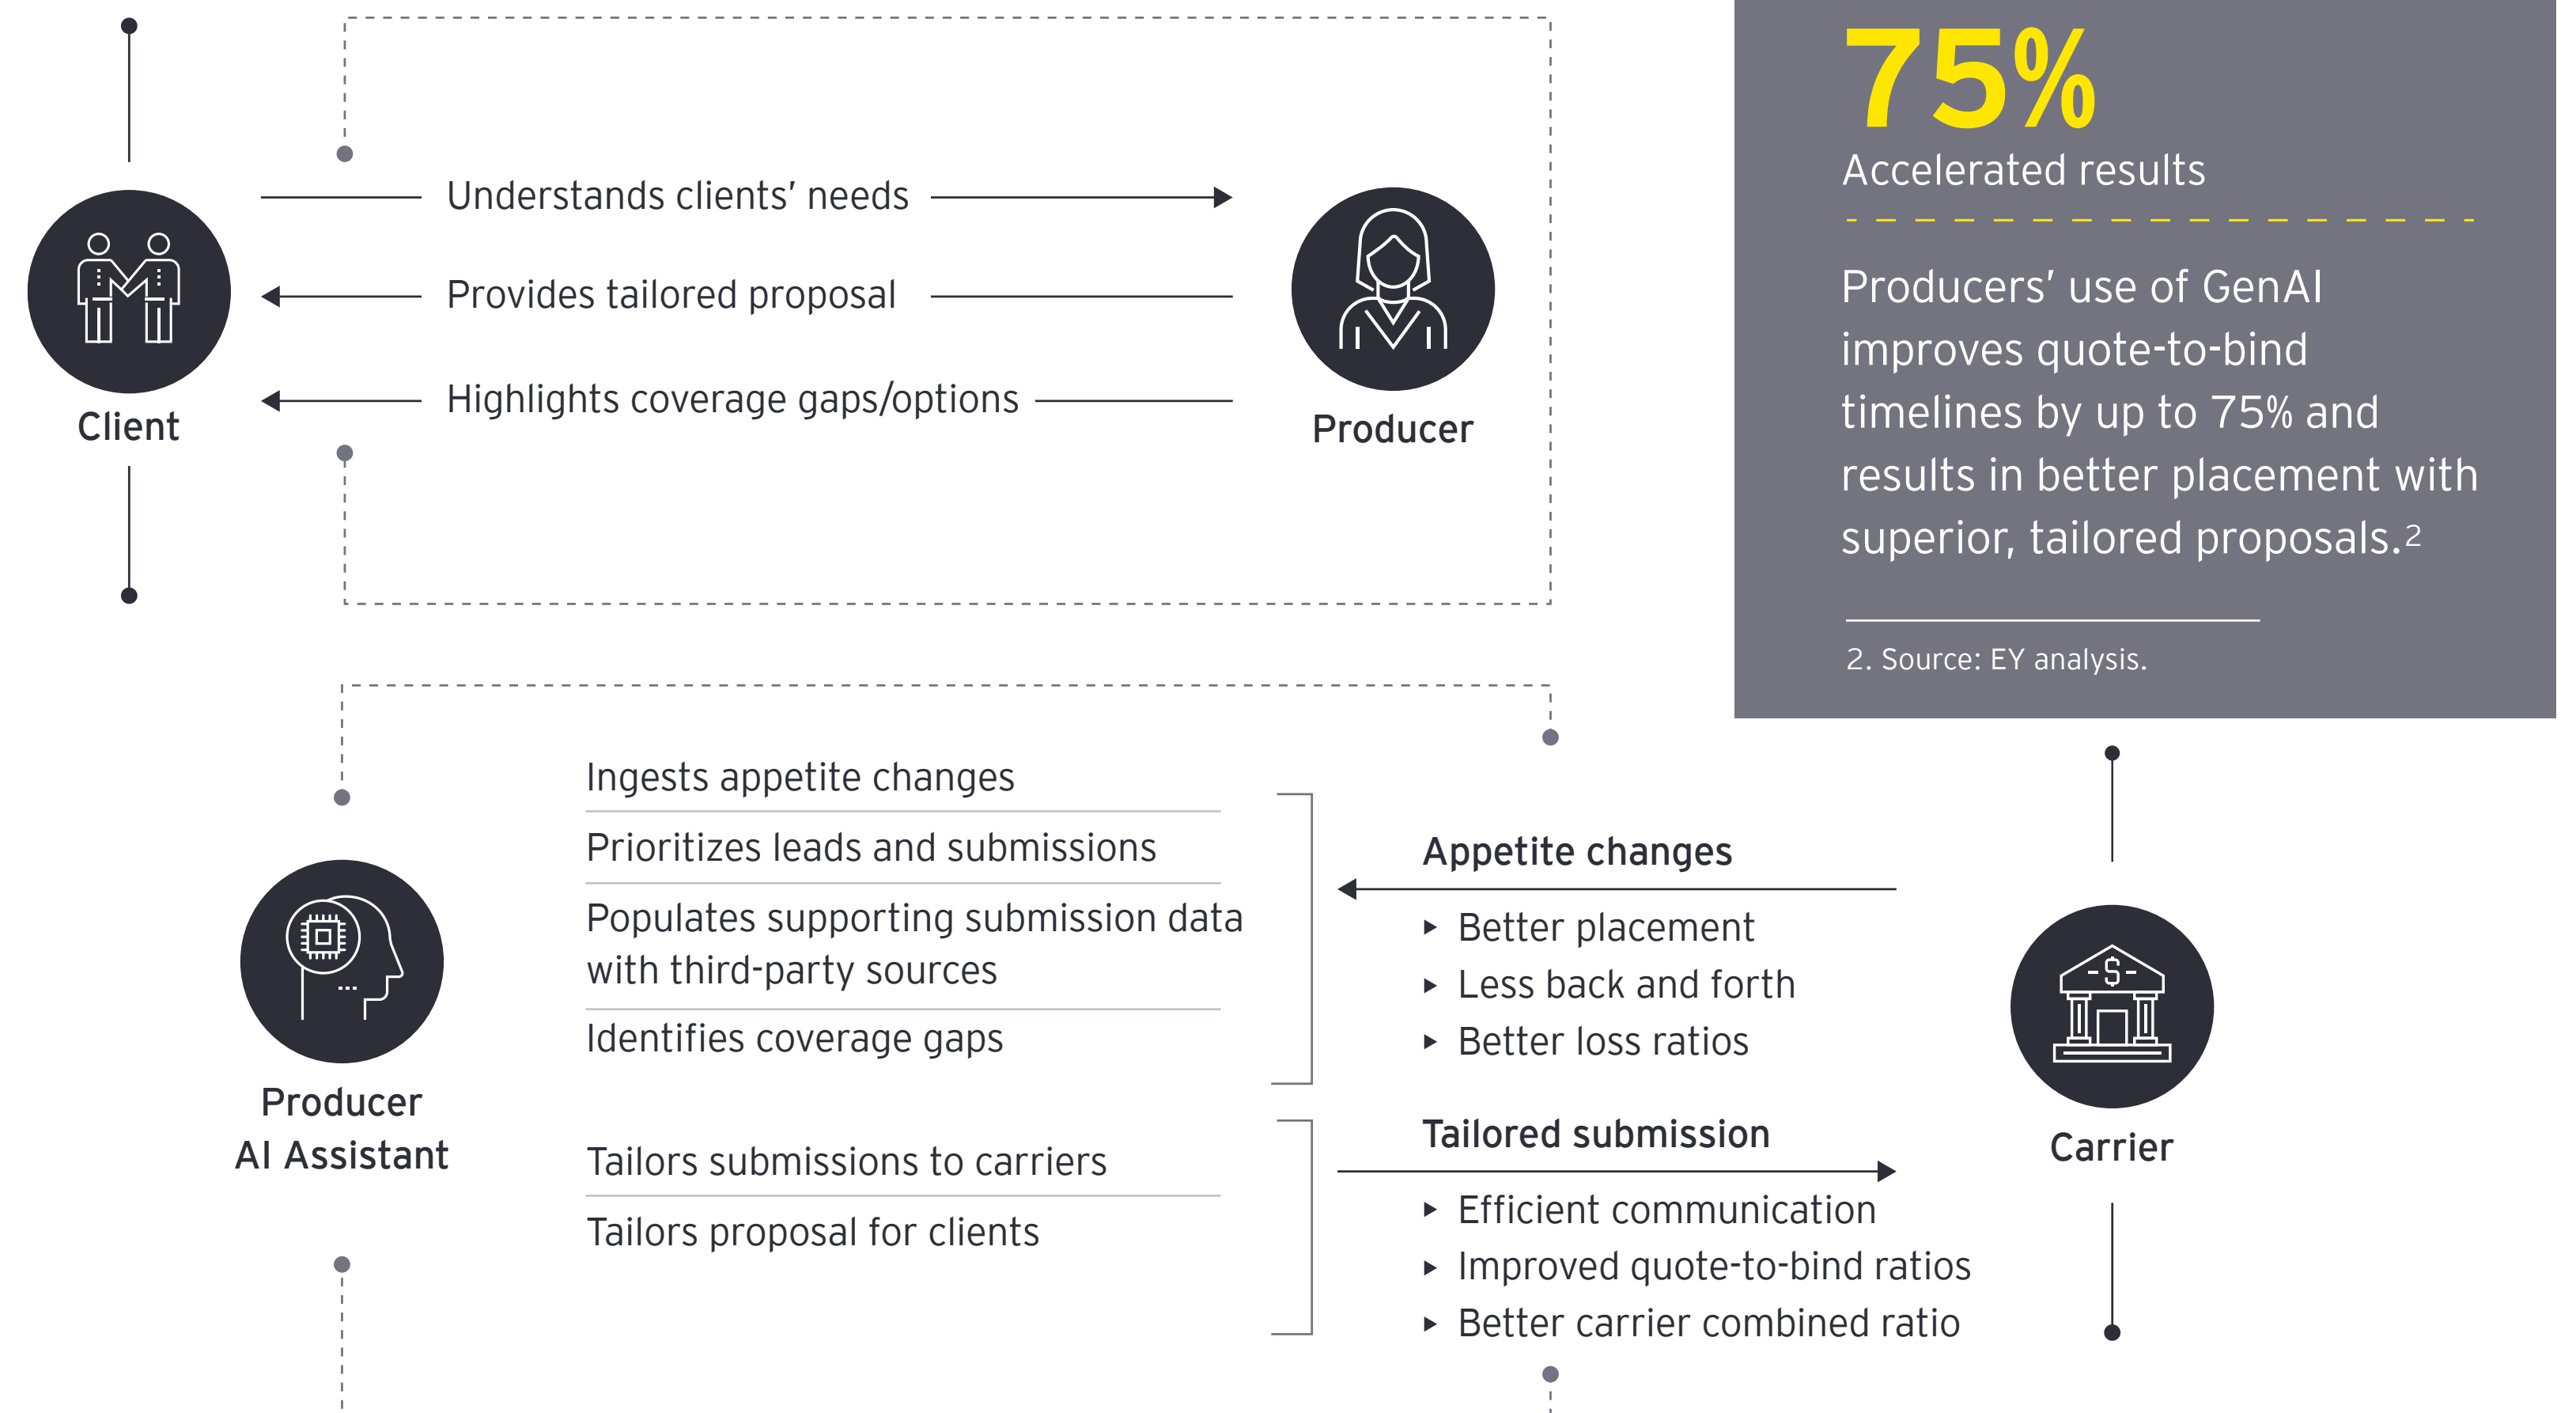 Understands clients’ needs
Provides tailored proposal
Highlights coverage gaps/options
Client
Producer
75%
Accelerated results
Producers’ use of GenAI
improves quote-to-bind
timelines by up to 75% and
results in better placement with
superior, tailored proposals.2
2. Source: EY analysis.
Producer
AI Assistant
Ingests appetite changes
Prioritizes leads and submissions
Populates supporting submission data
with third-party sources
Identifies coverage gaps
Tailors submissions to carriers
Tailors proposal for clients
Appetite changes
▸ Better placement
▸ Less back and forth
▸ Better loss ratios
Tailored submission
▸ Efficient communication
▸ Improved quote-to-bind ratios
▸ Better carrier combined ratio
-$-
Carrier